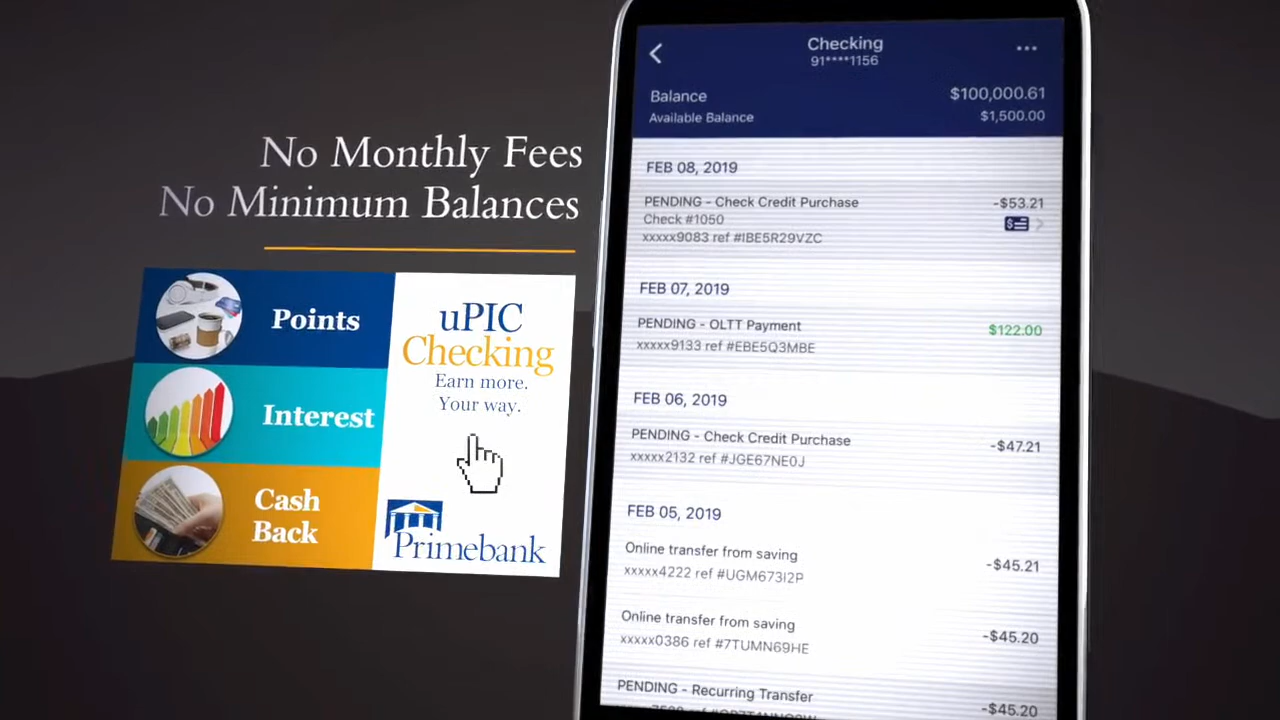 No Monthly Fees
No Minimum Balances
Points
Interest
Cash
Back
uPIC
Checking
Earn more.
Your way.
Primebank
Checking
91****1156
Balance
$100,000.61
Available Balance
$1,500.00
FEB 08, 2019
PENDING - Check Credit Purchase
-$53.21
Check #1050
xxxxx9083 ref #IBE5R29VZC
FEB 07, 2019
PENDING - OLTT Payment
$122.00
xxxxx9133 ref #EBE5Q3MBE
FEB 06, 2019
PENDING - Check Credit Purchase
-$47.21
xxxxx2132 ref #JGE67NE0J
FEB 05, 2019
Online transfer from saving
-$45.21
xxxxx4222 ref #UGM673I2P
Online transfer from saving
-$45.20
xxxxx0386 ref #7TUMN69HE
PENDING - Recurring Transfer
-$45.20